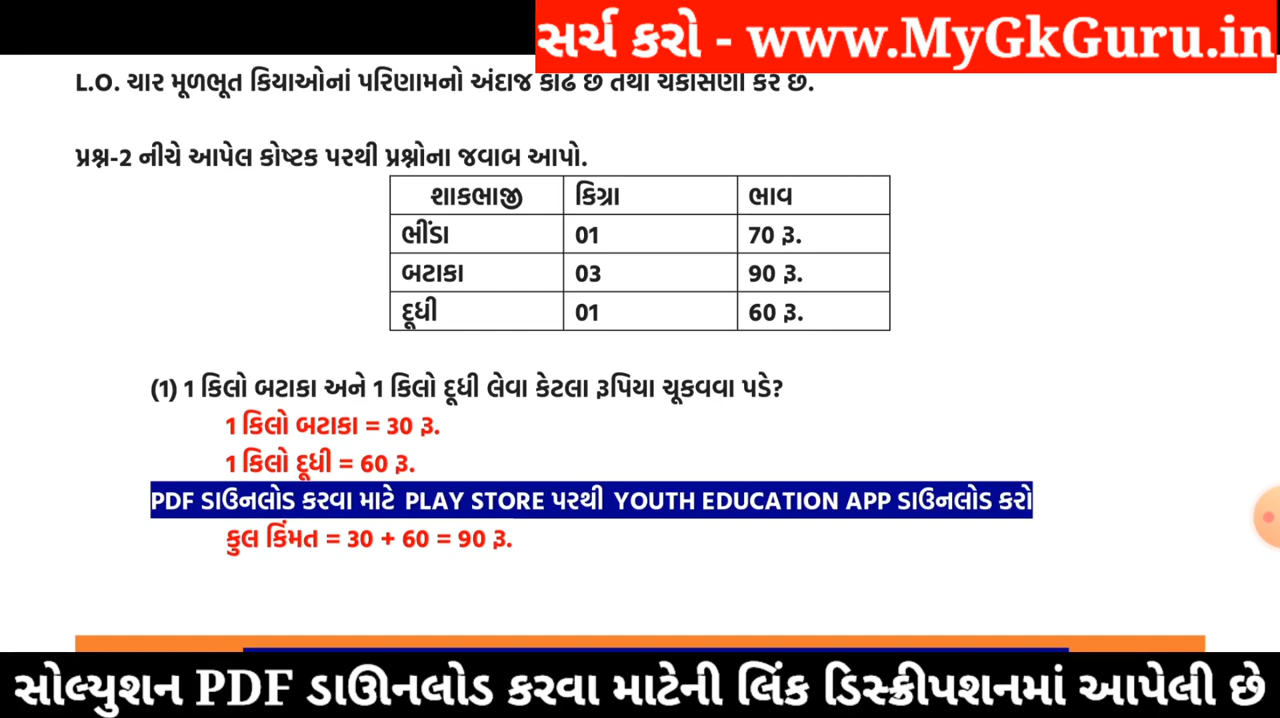 સર્ચ કરો - www.MyGkGuru.in
L.O. ચાર મૂળભૂત ક્રિયાઓનાં પરિણામનો અંદાજ કાઢે છે તથા ચકાસણી કરે છે.
પ્રશ્ન-2 નીચે આપેલ કોષ્ટક પરથી પ્રશ્નોના જવાબ આપો.
શાકભાજી કિગ્રા ભાવ
ભીંડા 01 70 રૂ.
બટાકા 03 90 રૂ.
દૂધી 01 60 રૂ.
(1) 1 કિલો બટાકા અને 1 કિલો દૂધી લેવા કેટલા રૂપિયા ચૂકવવા પડે?
1 કિલો બટાકા = 30 રૂ.
1 કિલો દૂધી = 60 રૂ.
PDF ડાઉનલોડ કરવા માટે PLAY STORE પરથી YOUTH EDUCATION APP ડાઉનલોડ કરો
કુલ કિંમત = 30 + 60 = 90 રૂ.
સોલ્યુશન PDF ડાઊનલોડ કરવા માટેની લિંક ડિસ્ક્રીપશનમાં આપેલી છે